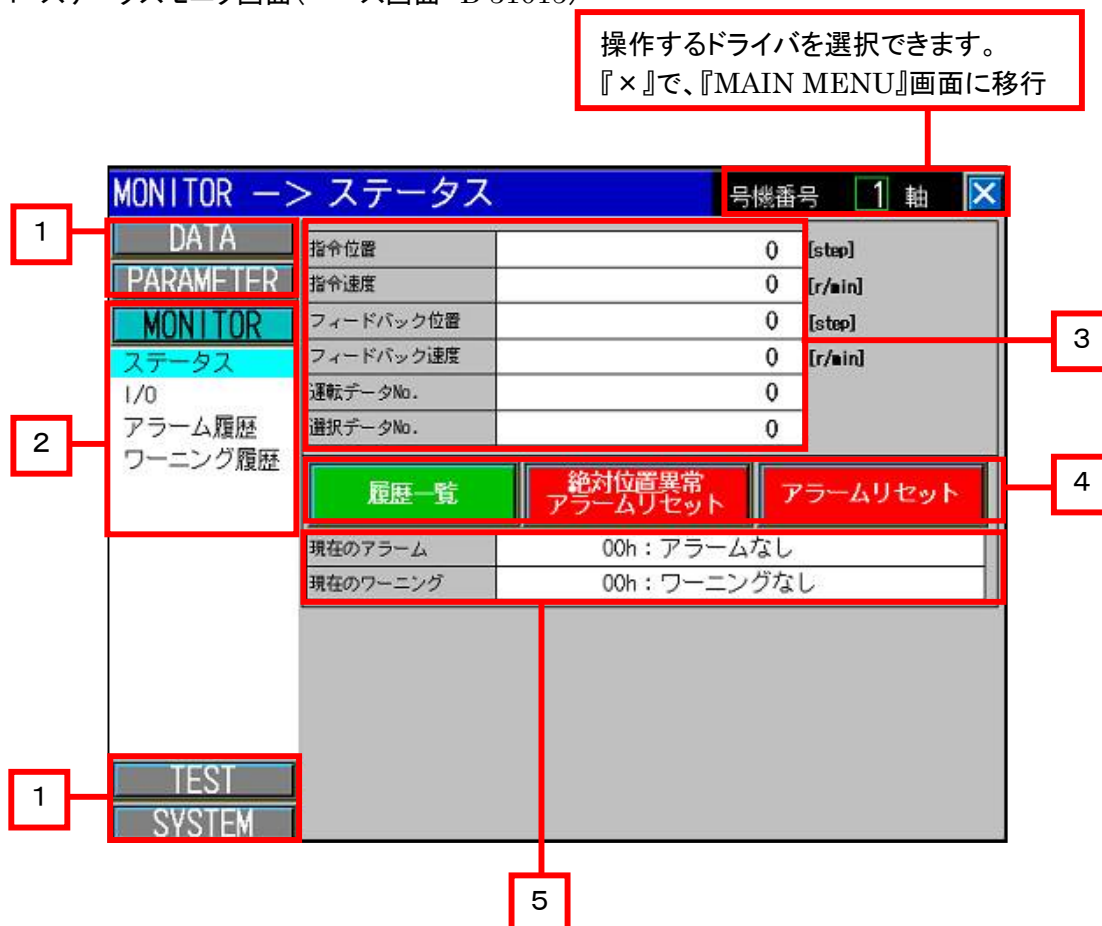 操作するドライバを選択できます。
『×』で、『MAIN MENU』画面に移行
MONITOR —> ステータス
号機番号 1 軸 ×
1
DATA
PARAMETER
2
MONITOR
ステータス
I/O
アラーム履歴
ワーニング履歴
指令位置 0 [step]
指令速度 0 [r/min]
フィードバック位置 0 [step]
フィードバック速度 0 [r/min]
運転データNo. 0
選択データNo. 0
3
履歴一覧
絶対位置異常
アラームリセット
アラームリセット
4
現在のアラーム 00h：アラームなし
現在のワーニング 00h：ワーニングなし
1
TEST
SYSTEM
5